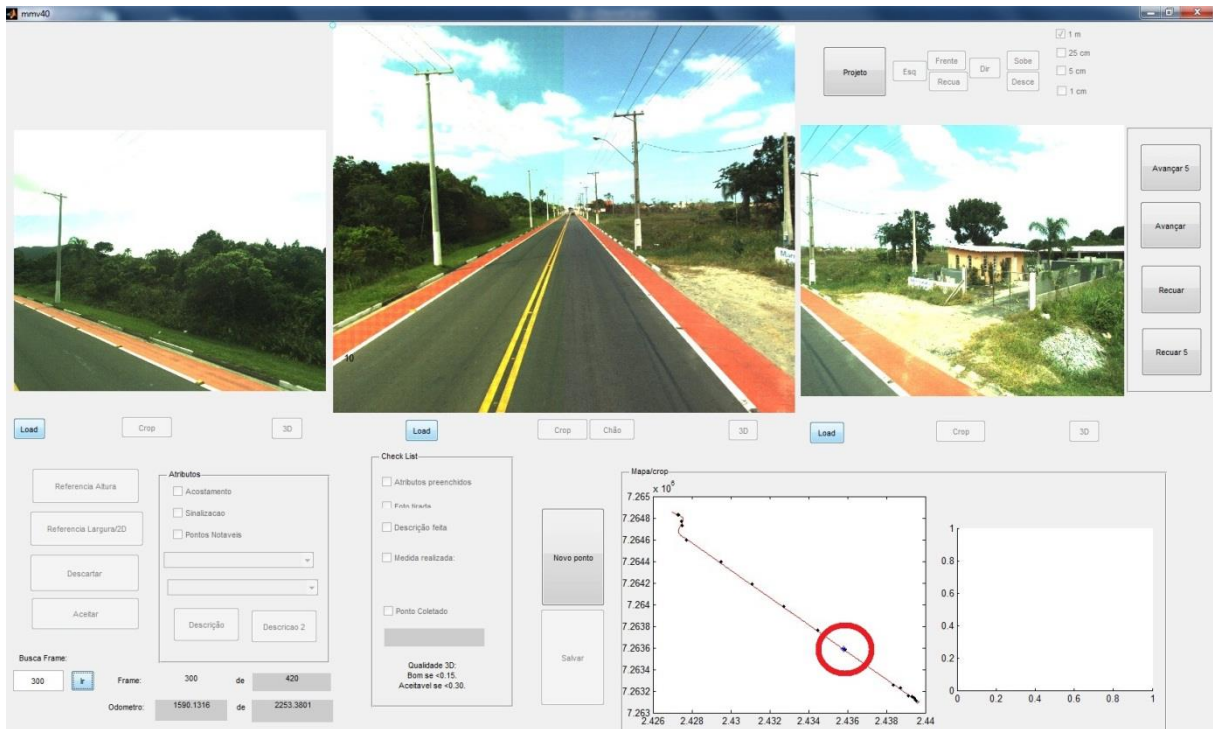 mmv40
Projeto
Esq
Frente
Recua
Dir
Sobe
Desce
1 m
25 cm
5 cm
1 cm
10
Avançar 5
Avançar
Recuar
Recuar 5
Load
Crop
3D
Load
Crop
Chão
3D
Load
Crop
3D
Referencia Altura
Referencia Largura/2D
Descartar
Aceitar
Busca Frame:
300
Ir
Atributos
Acostamento
Sinalizacao
Pontos Notaveis
Descrição
Descricao 2
Frame:
300
de
420
Odometro:
1590.1316
de
2253.3801
Check List
Atributos preenchidos
Foto tirada
Descrição feita
Medida realizada:
Ponto Coletado
Qualidade 3D:
Bom se <0.15.
Aceitavel se <0.30.
Novo ponto
Salvar
Mapa/crop
x 10
7.265
7.2648
7.2646
7.2644
7.2642
7.264
7.2638
7.2636
7.2634
7.2632
7.263
2.426 2.428 2.43 2.432 2.434 2.436 2.438 2.44
1
0.8
0.6
0.4
0.2
0
0 0.2 0.4 0.6 0.8 1